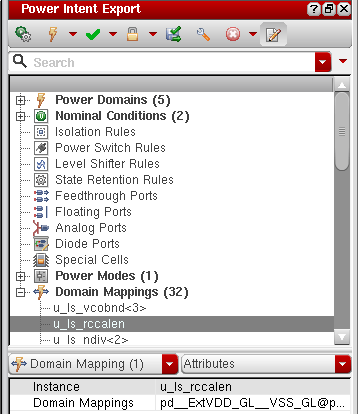 Power Intent Export
Search
Power Domains (5)
Nominal Conditions (2)
Isolation Rules
Power Switch Rules
Level Shifter Rules
State Retention Rules
Feedthrough Ports
Floating Ports
Analog Ports
Diode Ports
Special Cells
Power Modes (1)
Domain Mappings (32)
u_ls_vcobnd<3>
u_ls_rccalen
u_ls_ndiv<2>
Domain Mapping (1) Attributes
Instance u_ls_rccalen
Domain Mappings pd__ExtVDD_GL__VSS_GL@p...